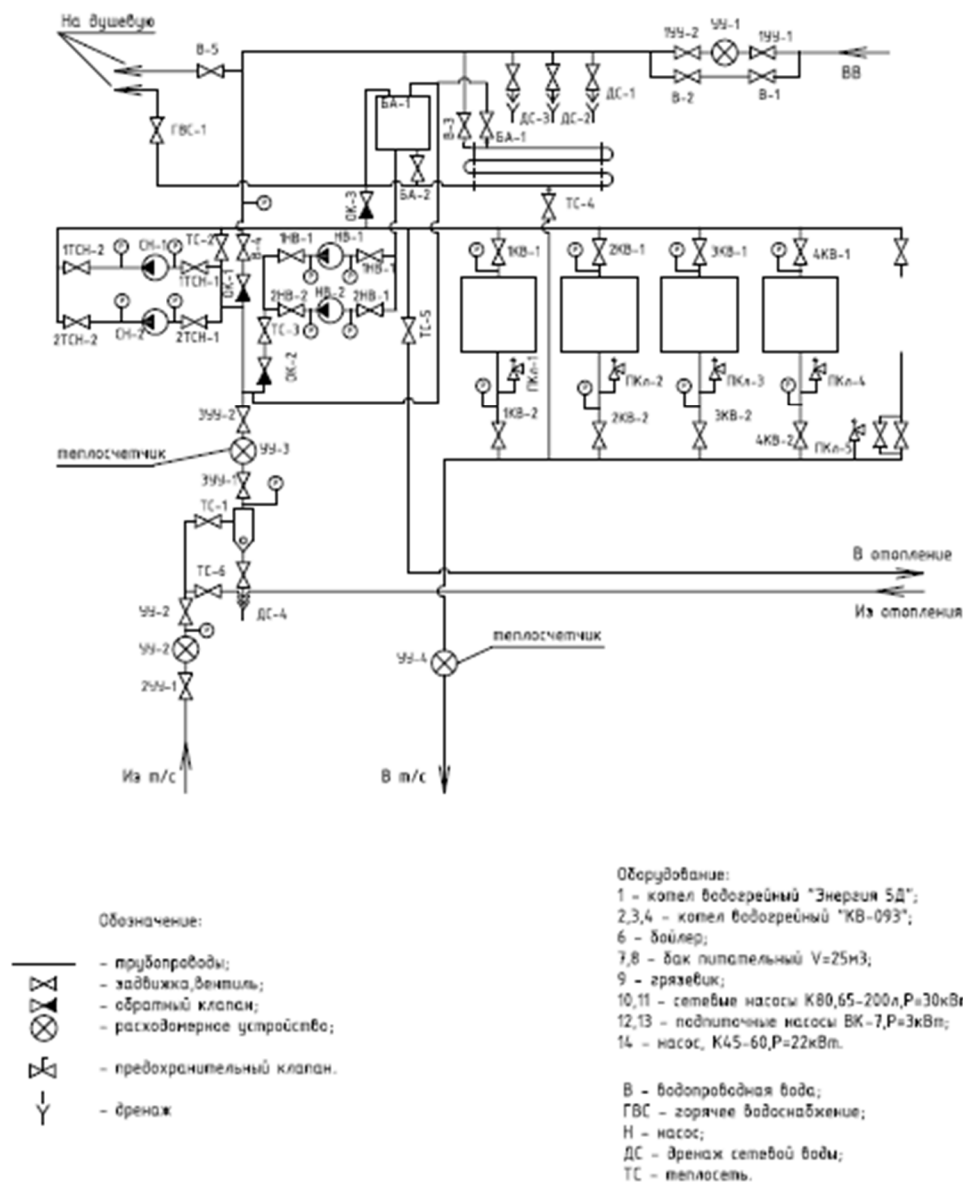 На душевую
В-5
1УУ-2
УУ-1
1УУ-1
ВВ
В-2
В-1
ГВС-1
БА-1
ДС-1
ДС-3
ДС-2
В-3
БА-1
БА-2
ОК-3
ТС-4
1ТСН-2
СН-1
ТС-2
В-4
1НВ-1
НВ-1
1НВ-1
1КВ-1
2КВ-1
3КВ-1
4КВ-1
1ТСН-1
ОК-1
2НВ-2
НВ-2
2НВ-1
2ТСН-2
СН-2
2ТСН-1
ТС-3
ТС-5
ОК-2
ПКл-1
ПКл-2
ПКл-3
ПКл-4
3УУ-2
1КВ-2
2КВ-2
3КВ-2
4КВ-2
ПКл-5
теплосчетчик
УУ-3
3УУ-1
ТС-1
В отопление
ТС-6
УУ-2
ДС-4
Из отопления
теплосчетчик
УУ-2
УУ-4
2УУ-1
Из т/с
В т/с
Обозначение:
- трубопроводы;
- задвижка,вентиль;
- обратный клапан;
- расходомерное устройство;
- предохранительный клапан.
- дренаж
Оборудование:
1 - котел водогрейный "Энергия 5Д";
2,3,4 - котел водогрейный "КВ-093";
6 - бойлер;
7,8 - бак питательный V=25м3;
9 - грязевик;
10,11 - сетевые насосы К80,65-200л,Р=30кВт
12,13 - подпиточные насосы ВК-7,Р=3кВт;
14 - насос, К45-60,Р=22кВт.
В - водопроводная вода;
ГВС - горячее водоснабжение;
Н - насос;
ДС - дренаж сетевой воды;
ТС - теплосеть.